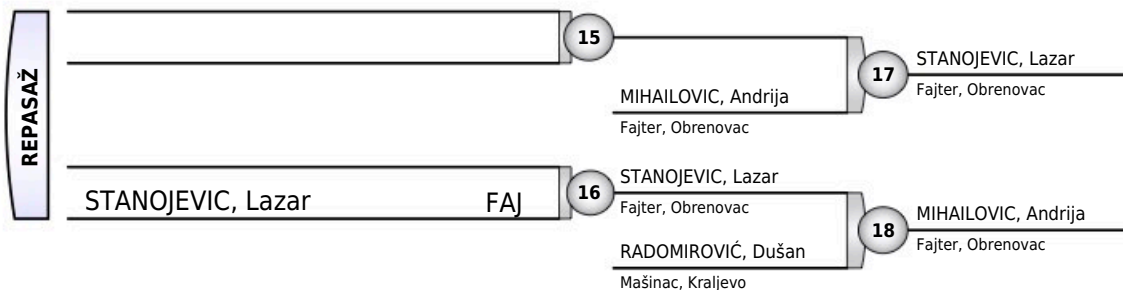 REPASAŽ
15
MIHAILOVIC, Andrija
Fajter, Obrenovac
17
STANOJEVIC, Lazar
Fajter, Obrenovac
STANOJEVIC, Lazar FAJ
16
STANOJEVIC, Lazar
Fajter, Obrenovac
RADOMIROVIĆ, Dušan
Mašinac, Kraljevo
18
MIHAILOVIC, Andrija
Fajter, Obrenovac